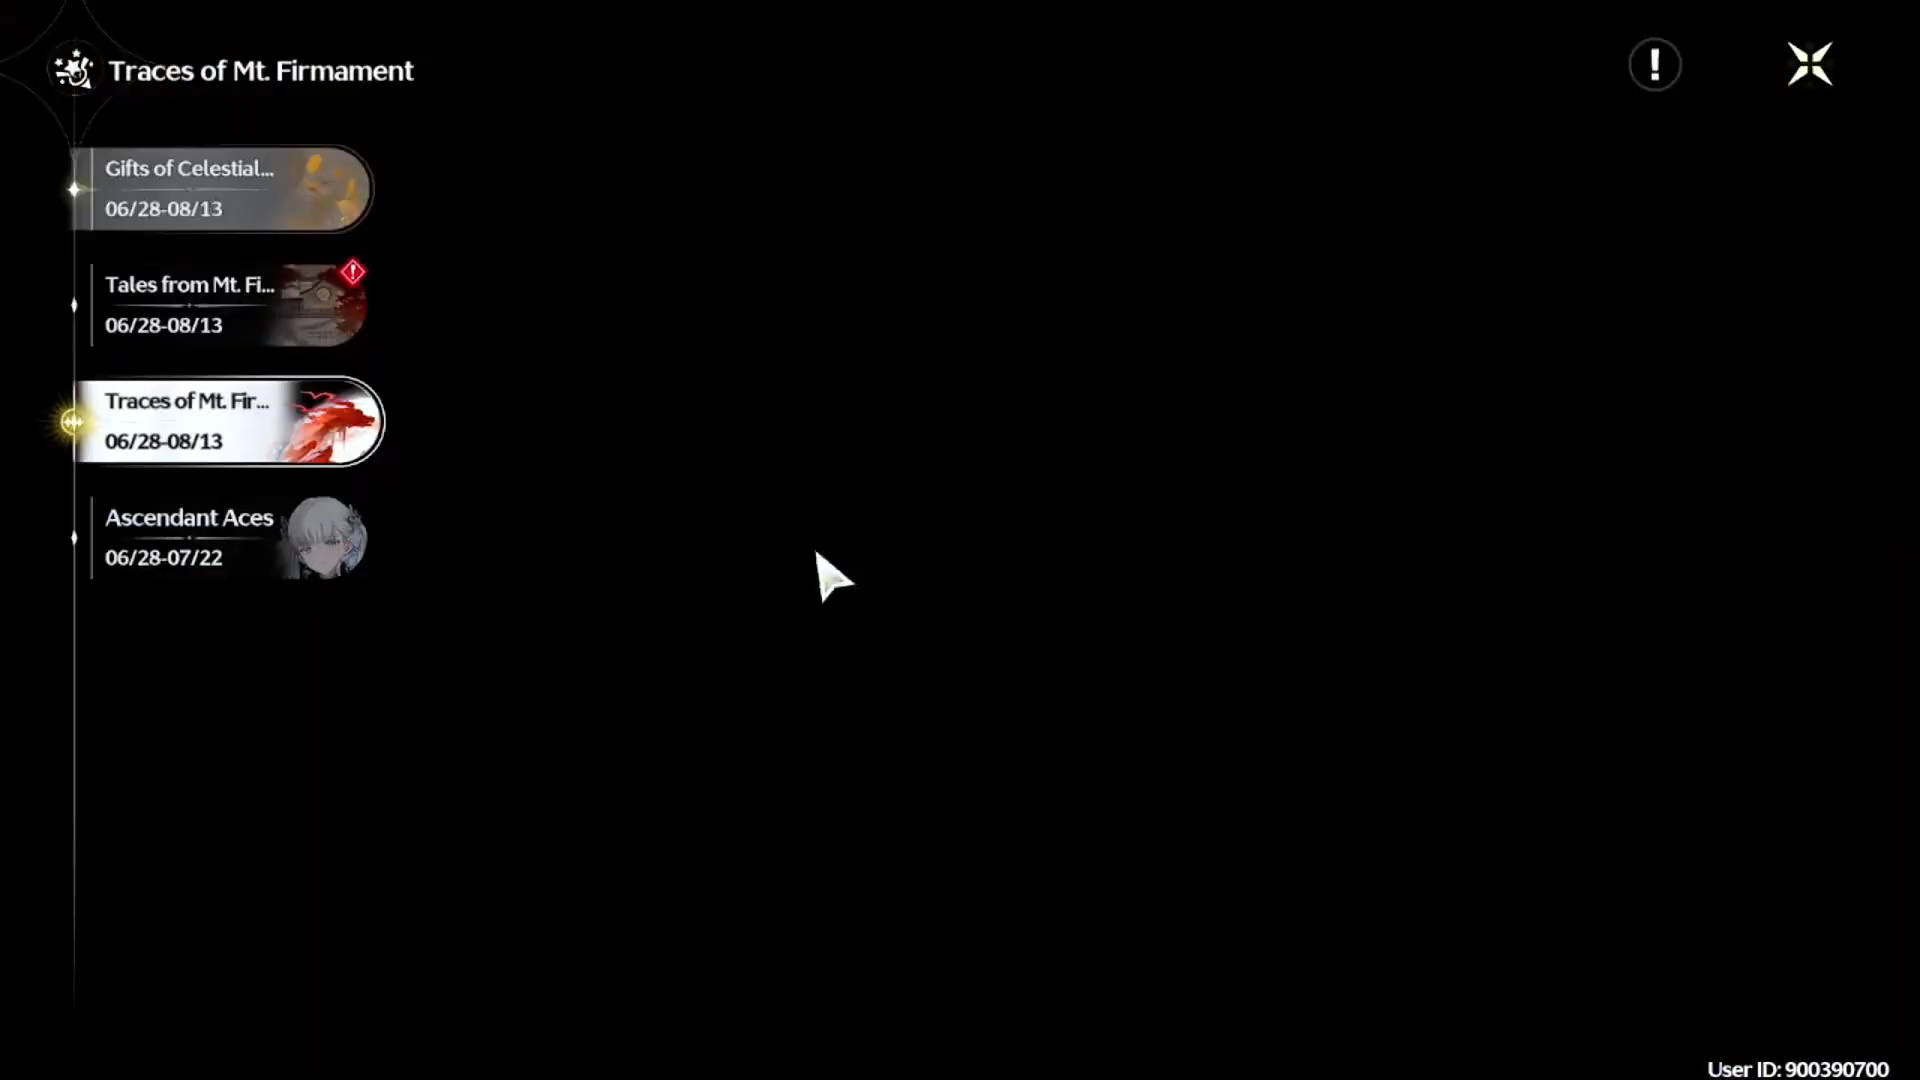 Traces of Mt. Firmament
Gifts of Celestial...
06/28-08/13
Tales from Mt. Fi...
06/28-08/13
Traces of Mt. Fir...
06/28-08/13
Ascendant Aces
06/28-07/22
User ID: 900390700